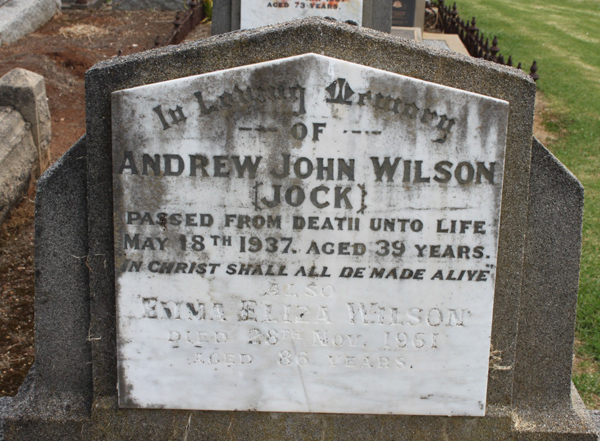 AGED 73 YEARS.
In Loving Memory
OF
ANDREW JOHN WILSON
[JOCK]
PASSED FROM DEATH UNTO LIFE
MAY 18TH 1937. AGED 39 YEARS.
"IN CHRIST SHALL ALL BE MADE ALIVE"
ALSO
EMMA ELIZA WILSON
DIED 28TH NOV. 1961
AGED 86 YEARS.